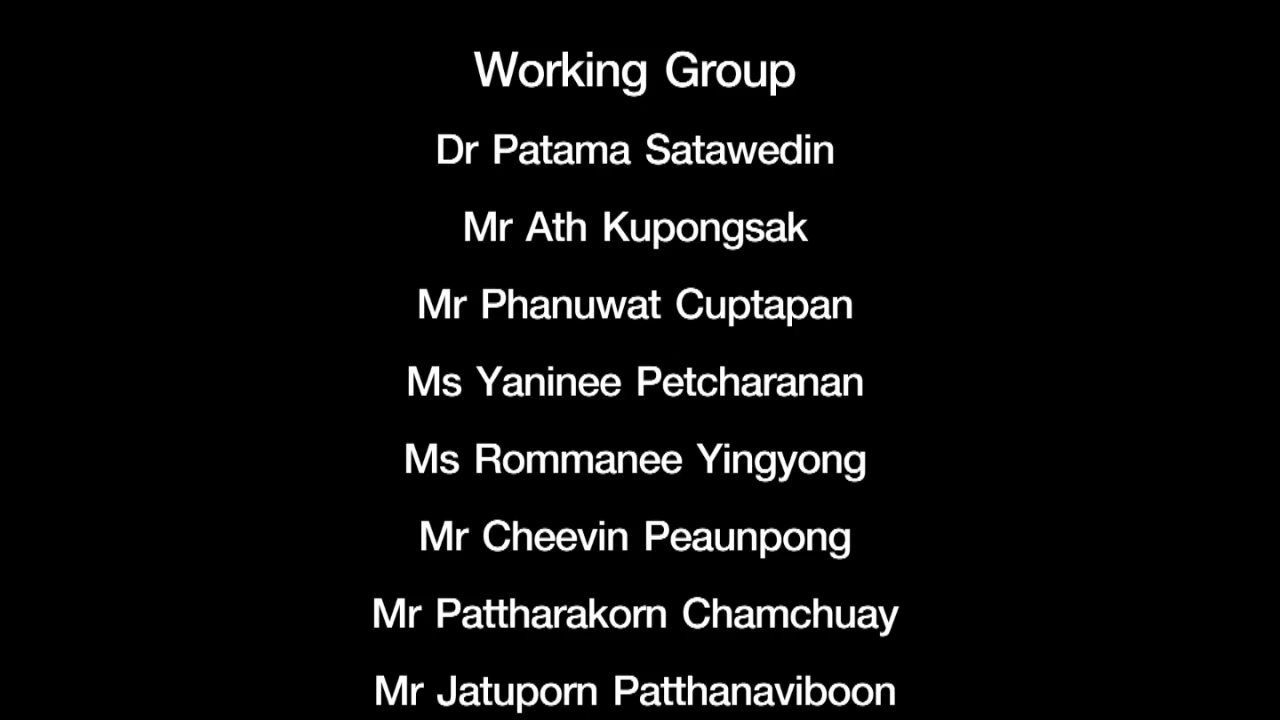 Working Group
Dr Patama Satawedin
Mr Ath Kupongsak
Mr Phanuwat Cuptapan
Ms Yaninee Petcharanan
Ms Rommanee Yingyong
Mr Cheevin Peaunpong
Mr Pattharakorn Chamchuay
Mr Jatuporn Patthanaviboon